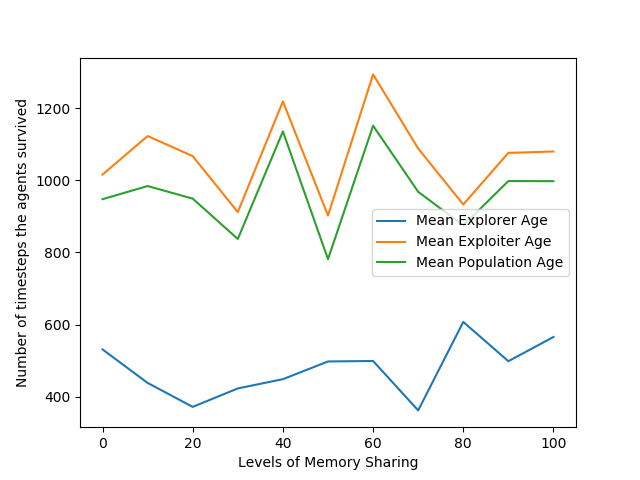 1200
1000
800
600
400
Number of timesteps the agents survived
Mean Explorer Age
Mean Exploiter Age
Mean Population Age
0 20 40 60 80 100
Levels of Memory Sharing